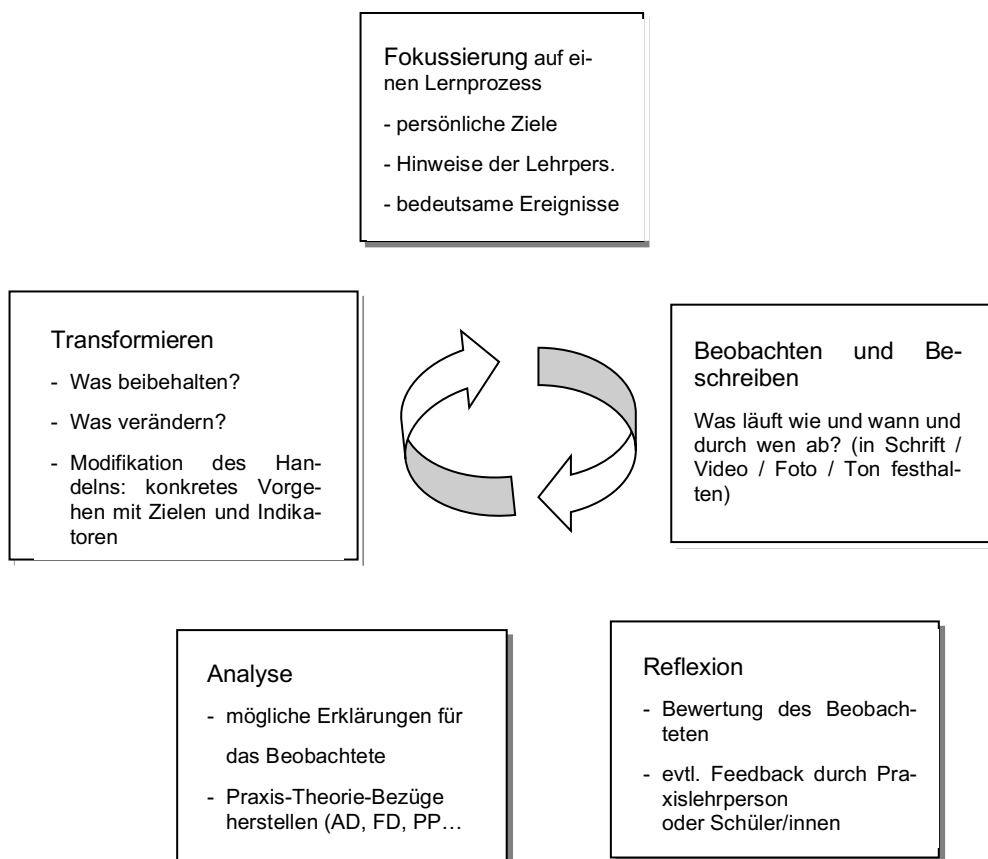 Fokussierung auf ei-
nen Lernprozess
- persönliche Ziele
- Hinweise der Lehrpers.
- bedeutsame Ereignisse
Transformieren
- Was beibehalten?
- Was verändern?
- Modifikation des Han-
delns: konkretes Vorge-
hen mit Zielen und Indika-
toren
Beobachten und Be-
schreiben
Was läuft wie und wann und
durch wen ab? (in Schrift /
Video / Foto / Ton festhal-
ten)
Analyse
- mögliche Erklärungen für
das Beobachtete
- Praxis-Theorie-Bezüge
herstellen (AD, FD, PP…
Reflexion
- Bewertung des Beobach-
teten
- evtl. Feedback durch Pra-
xislehrperson
oder Schüler/innen